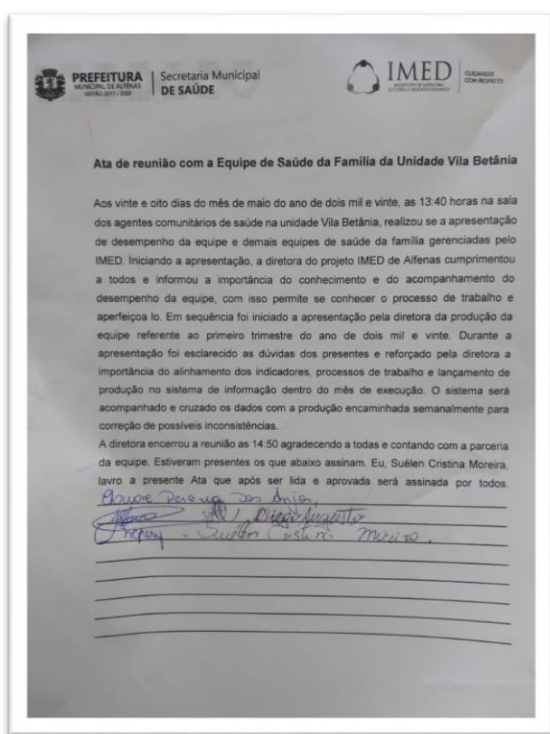 PREFEITURA
MUNICIPAL DE ALFENAS
GESTÃO 2017 / 2020
Secretaria Municipal
DE SAÚDE
IMED
CUIDANDO
COM RESPEITO
Ata de reunião com a Equipe de Saúde da Família da Unidade Vila Betânia
Aos vinte e oito dias do mês de maio do ano de dois mil e vinte, as 13:40 horas na sala
dos agentes comunitários de saúde na unidade Vila Betânia, realizou se a apresentação
de desempenho da equipe e demais equipes de saúde da família gerenciadas pelo
IMED. Iniciando a apresentação, a diretora do projeto IMED de Alfenas cumprimentou
a todos e informou a importância do conhecimento e do acompanhamento do
desempenho da equipe, com isso permite se conhecer o processo de trabalho e
aperfeiçoa lo. Em sequência foi iniciado a apresentação pela diretora da produção da
equipe referente ao primeiro trimestre do ano de dois mil e vinte. Durante a
apresentação foi esclarecido as dúvidas dos presentes e reforçado pela diretora a
importância do alinhamento dos indicadores, processos de trabalho e lançamento de
produção no sistema de informação dentro do mês de execução. O sistema será
acompanhado e cruzado os dados com a produção encaminhada semanalmente para
correção de possíveis inconsistências.
A diretora encerrou a reunião as 14:50 agradecendo a todas e contando com a parceria
da equipe. Estiveram presentes os que abaixo assinam. Eu, Suélen Cristina Moreira,
lavro a presente Ata que após ser lida e aprovada será assinada por todos.
Pereira Dos Anjos
Diego Augusto
Suélen Cristina Moreira.